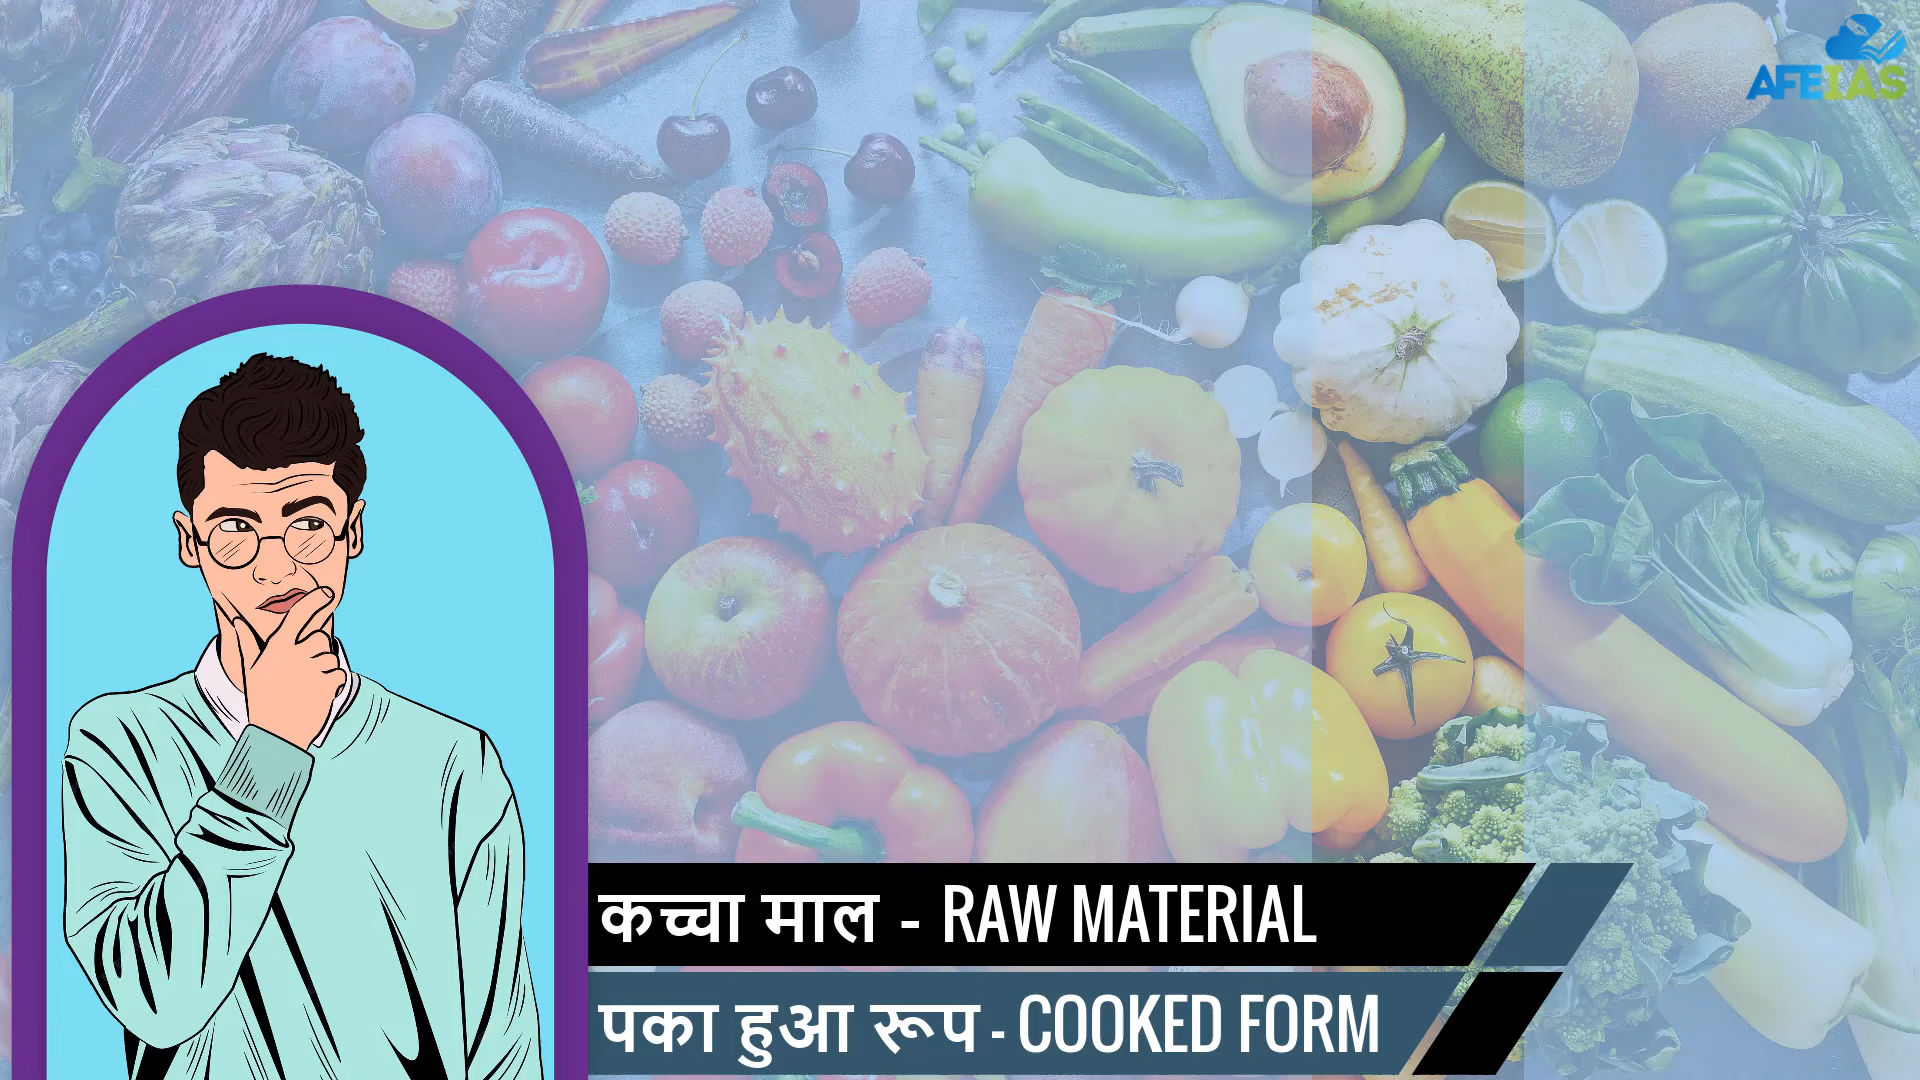 AFEIAS
कच्चा माल - RAW MATERIAL
पका हुआ रूप - COOKED FORM